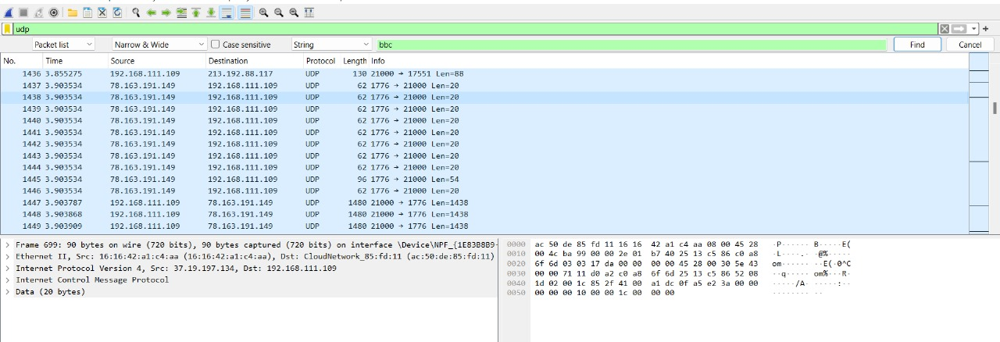 udp
Packet list Narrow & Wide Case sensitive String bbc Find Cancel
No. Time Source Destination Protocol Length Info
1436 3.855275 192.168.111.109 213.192.88.117 UDP 130 21000 → 17551 Len=88
1437 3.903534 78.163.191.149 192.168.111.109 UDP 62 1776 → 21000 Len=20
1438 3.903534 78.163.191.149 192.168.111.109 UDP 62 1776 → 21000 Len=20
1439 3.903534 78.163.191.149 192.168.111.109 UDP 62 1776 → 21000 Len=20
1440 3.903534 78.163.191.149 192.168.111.109 UDP 62 1776 → 21000 Len=20
1441 3.903534 78.163.191.149 192.168.111.109 UDP 62 1776 → 21000 Len=20
1442 3.903534 78.163.191.149 192.168.111.109 UDP 62 1776 → 21000 Len=20
1443 3.903534 78.163.191.149 192.168.111.109 UDP 62 1776 → 21000 Len=20
1444 3.903534 78.163.191.149 192.168.111.109 UDP 62 1776 → 21000 Len=20
1445 3.903534 78.163.191.149 192.168.111.109 UDP 96 1776 → 21000 Len=54
1446 3.903534 78.163.191.149 192.168.111.109 UDP 62 1776 → 21000 Len=20
1447 3.903787 192.168.111.109 78.163.191.149 UDP 1480 21000 → 1776 Len=1438
1448 3.903868 192.168.111.109 78.163.191.149 UDP 1480 21000 → 1776 Len=1438
1449 3.903909 192.168.111.109 78.163.191.149 UDP 1480 21000 → 1776 Len=1438
Frame 699: 90 bytes on wire (720 bits), 90 bytes captured (720 bits) on interface \Device\NPF_{1E83B8B9-
Ethernet II, Src: 16:16:42:a1:c4:aa (16:16:42:a1:c4:aa), Dst: CloudNetwork_85:fd:11 (ac:50:de:85:fd:11)
Internet Protocol Version 4, Src: 37.19.197.134, Dst: 192.168.111.109
Internet Control Message Protocol
Data (20 bytes)
0000 ac 50 de 85 fd 11 16 16 42 a1 c4 aa 08 00 45 28 ·P······ B·····E(
0010 00 4c ba 99 00 00 2e 01 b7 40 25 13 c5 86 c0 a8 ·L····.· ·@%·····
0020 6f 6d 03 03 17 da 00 00 00 00 45 28 00 30 5e 43 om······ ··E(·0^C
0030 00 00 71 11 d0 a2 c0 a8 6f 6d 25 13 c5 86 52 08 ··q····· om%···R·
0040 1d 02 00 1c 85 2f 41 00 a1 dc 0f a5 e2 3a 00 00 ·····/A· ·····:··
0050 00 00 00 10 00 00 1c 00 00 00 ········ ··